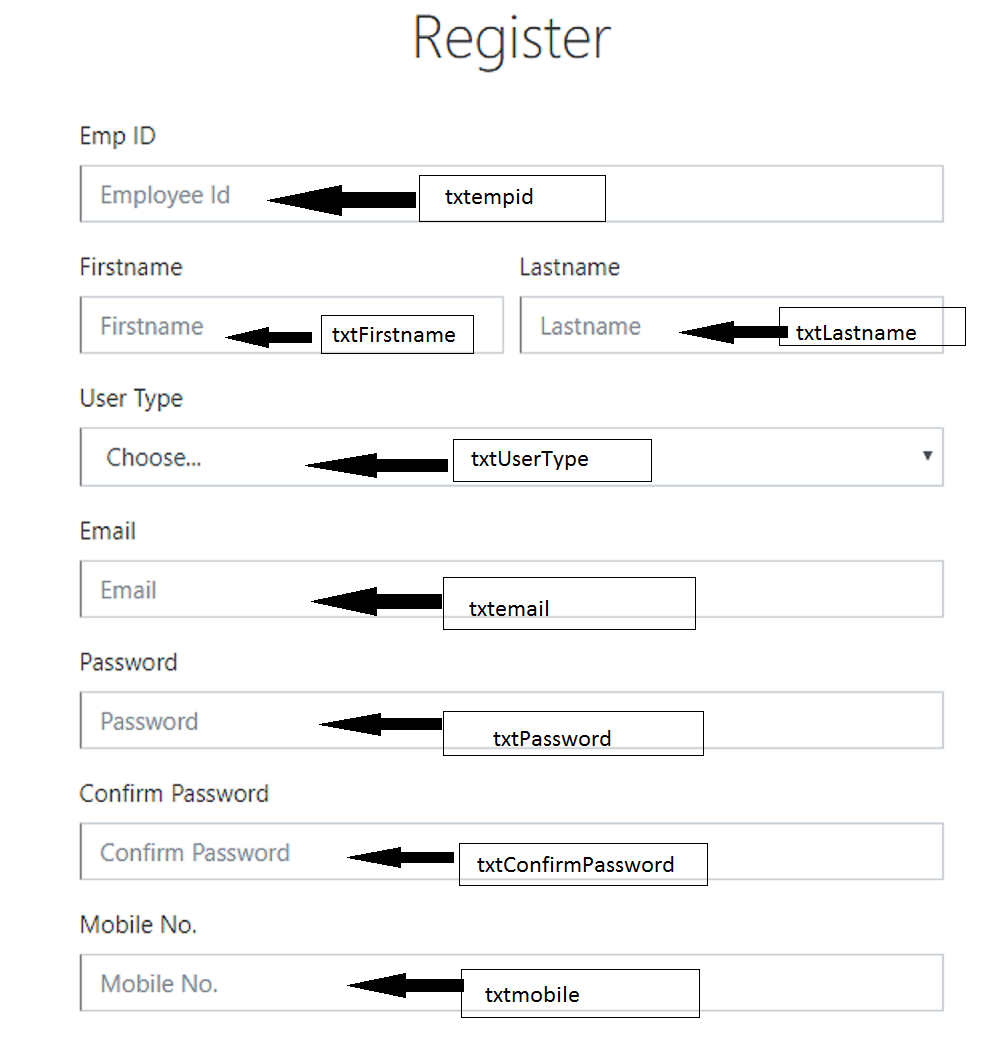 Register
Emp ID
Employee Id txtempid
Firstname Lastname
Firstname txtFirstname Lastname txtLastname
User Type
Choose... txtUserType
Email
Email txtemail
Password
Password txtPassword
Confirm Password
Confirm Password txtConfirmPassword
Mobile No.
Mobile No. txtmobile